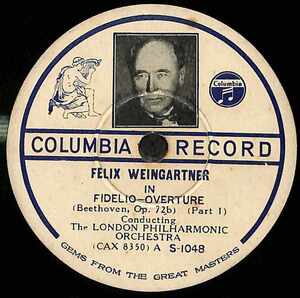 Columbia
COLUMBIA RECORD
FELIX WEINGARTNER
IN
FIDELIO—OVERTURE
(Beethoven, Op. 72b) (Part 1)
Conducting
The LONDON PHILHARMONIC
ORCHESTRA
(CAX 8350) A S-1048
GEMS FROM THE GREAT MASTERS